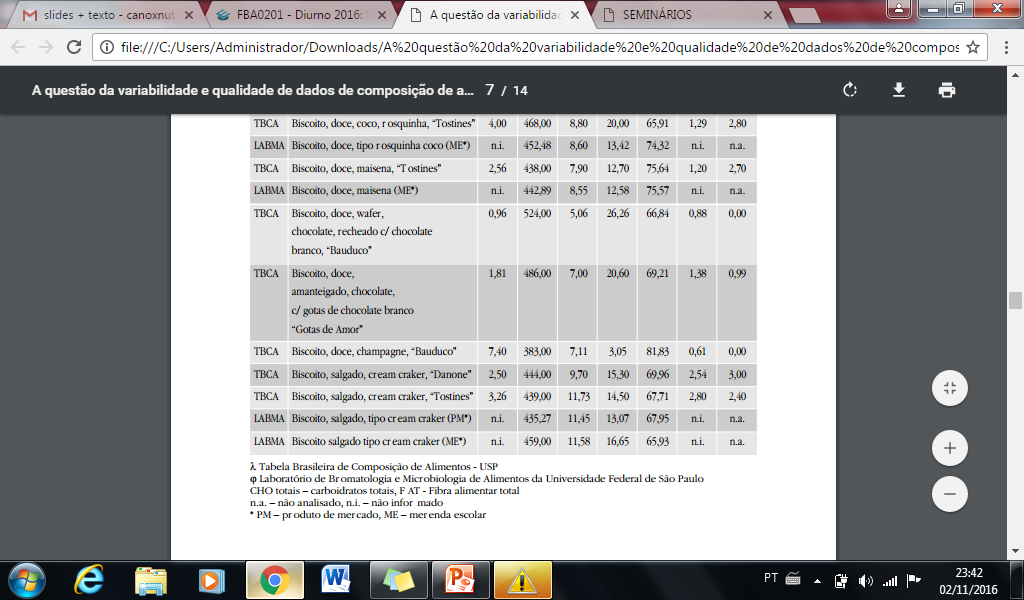 slides + texto - canoxnut
FBA0201 - Diurno 2016:
A questão da variabilidad
SEMINÁRIOS
file:///C:/Users/Administrador/Downloads/A%20questão%20da%20variabilidade%20e%20qualidade%20de%20dados%20de%20compos
A questão da variabilidade e qualidade de dados de composição de a... 7 / 14
TBCA Biscoito, doce, coco, r osquinha, “Tostines” 4,00 468,00 8,80 20,00 65,91 1,29 2,80
LABMA Biscoito, doce, tipo r osquinha coco (ME*) n.i. 452,48 8,60 13,42 74,32 n.i. n.a.
TBCA Biscoito, doce, maisena, “T ostines” 2,56 438,00 7,90 12,70 75,64 1,20 2,70
LABMA Biscoito, doce, maisena (ME*) n.i. 442,89 8,55 12,58 75,57 n.i. n.a.
TBCA Biscoito, doce, wafer, 0,96 524,00 5,06 26,26 66,84 0,88 0,00
chocolate, recheado c/ chocolate
branco, “Bauduco”
TBCA Biscoito, doce, 1,81 486,00 7,00 20,60 69,21 1,38 0,99
amanteigado, chocolate,
c/ gotas de chocolate branco
“Gotas de Amor”
TBCA Biscoito, doce, champagne, “Bauduco” 7,40 383,00 7,11 3,05 81,83 0,61 0,00
TBCA Biscoito, salgado, cr eam craker, “Danone” 2,50 444,00 9,70 15,30 69,96 2,54 3,00
TBCA Biscoito, salgado, cr eam craker, “Tostines” 3,26 439,00 11,73 14,50 67,71 2,80 2,40
LABMA Biscoito, salgado, tipo cr eam craker (PM*) n.i. 435,27 11,45 13,07 67,95 n.i. n.a.
LABMA Biscoito salgado tipo cr eam craker (ME*) n.i. 459,00 11,58 16,65 65,93 n.i. n.a.
λ Tabela Brasileira de Composição de Alimentos - USP
φ Laboratório de Br omatologia e Microbiologia de Alimentos da Universidade Federal de São Paulo
CHO totais – carboidratos totais, F AT - Fibra alimentar total
n.a. – não analisado, n.i. – não infor mado
* PM – pr oduto de mercado, ME – mer enda escolar
PT
23:42
02/11/2016